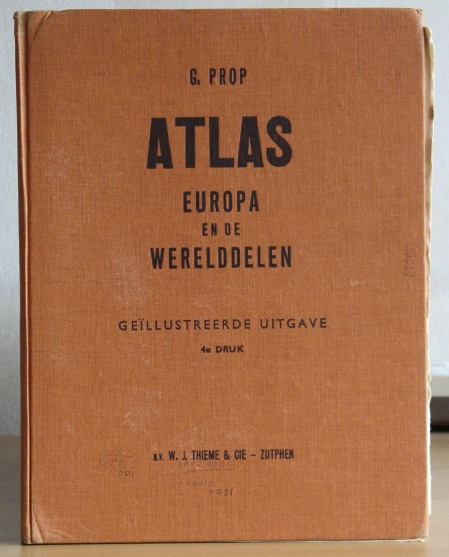 G. PROP
ATLAS
EUROPA
EN DE
WERELDDELEN
GEÏLLUSTREERDE UITGAVE
4e DRUK
N.V. W. J. THIEME & CIE – ZUTPHEN